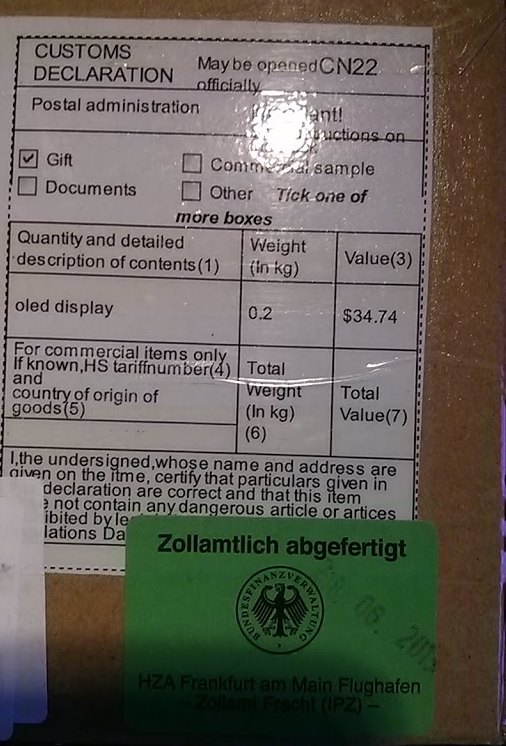 CUSTOMS
DECLARATION
May be opened CN22
officially
Postal administration
on
Gift
sample
Documents
Other Tick one of
more boxes
Quantity and detailed
description of contents(1)
Weight
(In kg)
Value(3)
oled display
0.2
$34.74
For commercial items only
If known,HS tariffnumber(4)
and
country of origin of
goods(5)
Total
Weight
(In kg)
(6)
Total
Value(7)
I,the undersigned,whose name and address are
given on the itme, certify that particulars given in
declaration are correct and that this item
not contain any dangerous article or artices
Zollamtlich abgefertigt
BUNDESFINANZVERWALTUNG
HZA Frankfurt am Main Flughafen
– Zollamt Fracht (IPZ) –